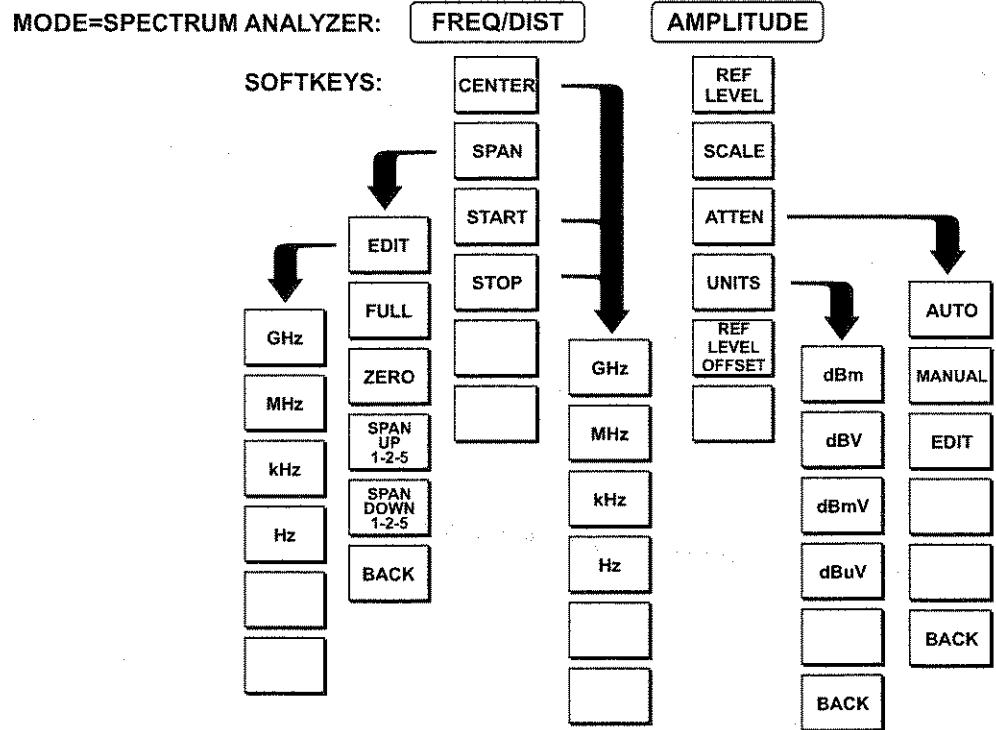 MODE=SPECTRUM ANALYZER:
FREQ/DIST
AMPLITUDE
SOFTKEYS:
CENTER
SPAN
START
STOP
EDIT
FULL
ZERO
SPAN
UP
1-2-5
SPAN
DOWN
1-2-5
BACK
GHz
MHz
kHz
Hz
GHz
MHz
kHz
Hz
REF
LEVEL
SCALE
ATTEN
UNITS
REF
LEVEL
OFFSET
dBm
dBV
dBmV
dBuV
BACK
AUTO
MANUAL
EDIT
BACK